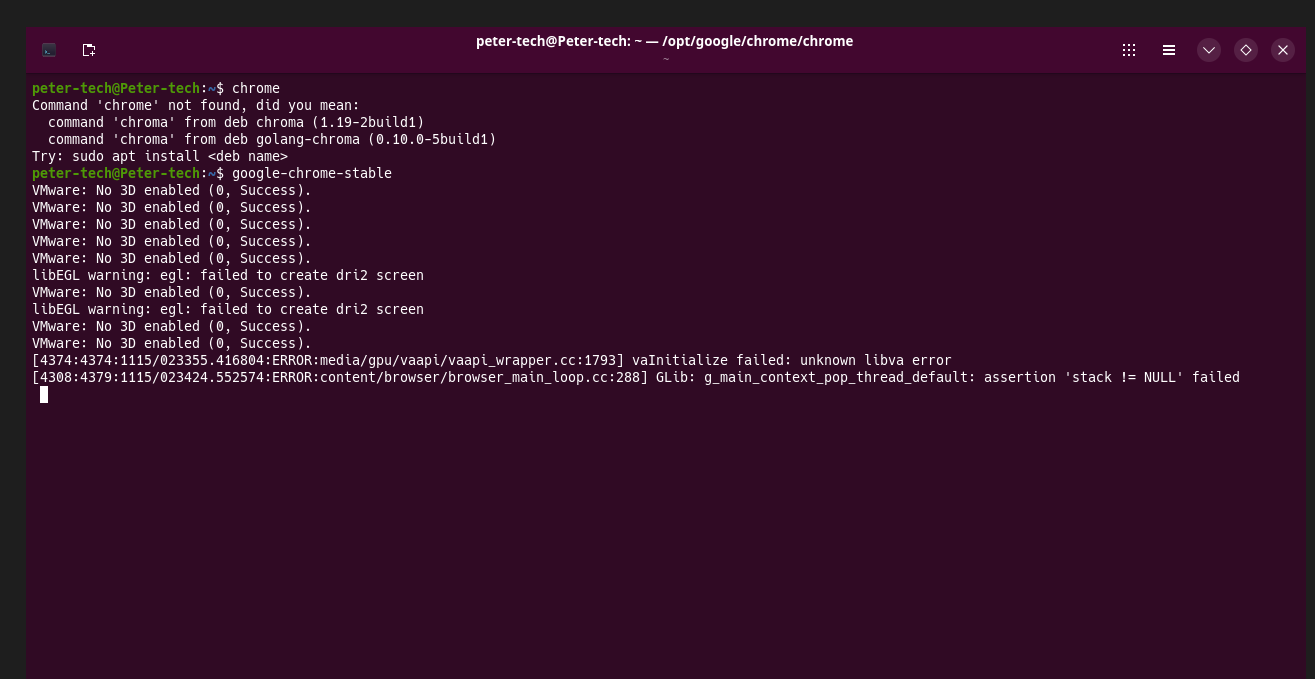 peter-tech@Peter-tech: ~ — /opt/google/chrome/chrome
~
peter-tech@Peter-tech:~$ chrome
Command 'chrome' not found, did you mean:
  command 'chroma' from deb chroma (1.19-2build1)
  command 'chroma' from deb golang-chroma (0.10.0-5build1)
Try: sudo apt install <deb name>
peter-tech@Peter-tech:~$ google-chrome-stable
VMware: No 3D enabled (0, Success).
VMware: No 3D enabled (0, Success).
VMware: No 3D enabled (0, Success).
VMware: No 3D enabled (0, Success).
VMware: No 3D enabled (0, Success).
libEGL warning: egl: failed to create dri2 screen
VMware: No 3D enabled (0, Success).
libEGL warning: egl: failed to create dri2 screen
VMware: No 3D enabled (0, Success).
VMware: No 3D enabled (0, Success).
[4374:4374:1115/023355.416804:ERROR:media/gpu/vaapi/vaapi_wrapper.cc:1793] vaInitialize failed: unknown libva error
[4308:4379:1115/023424.552574:ERROR:content/browser/browser_main_loop.cc:288] GLib: g_main_context_pop_thread_default: assertion 'stack != NULL' failed